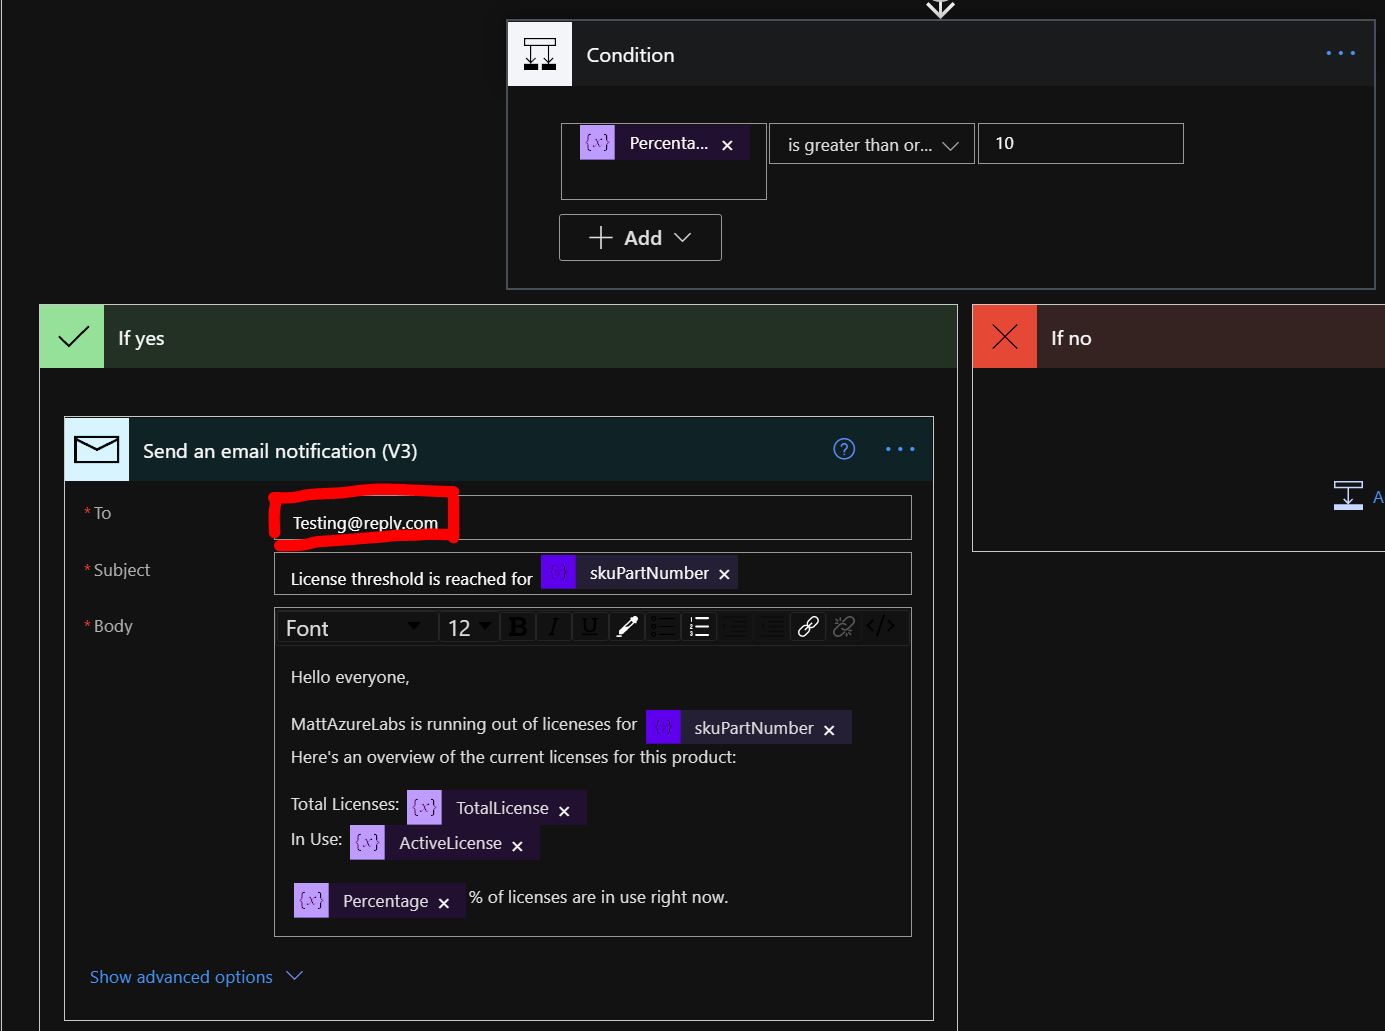 Condition
{x} Percenta... ×
is greater than or...
10
Add
If yes
If no
Send an email notification (V3)
?
* To
Testing@reply.com
* Subject
License threshold is reached for {x} skuPartNumber ×
* Body
Font
12
B I U </>
Hello everyone,
MattAzureLabs is running out of liceneses for {x} skuPartNumber ×
Here's an overview of the current licenses for this product:
Total Licenses: {x} TotalLicense ×
In Use: {x} ActiveLicense ×
{x} Percentage × % of licenses are in use right now.
Show advanced options
A